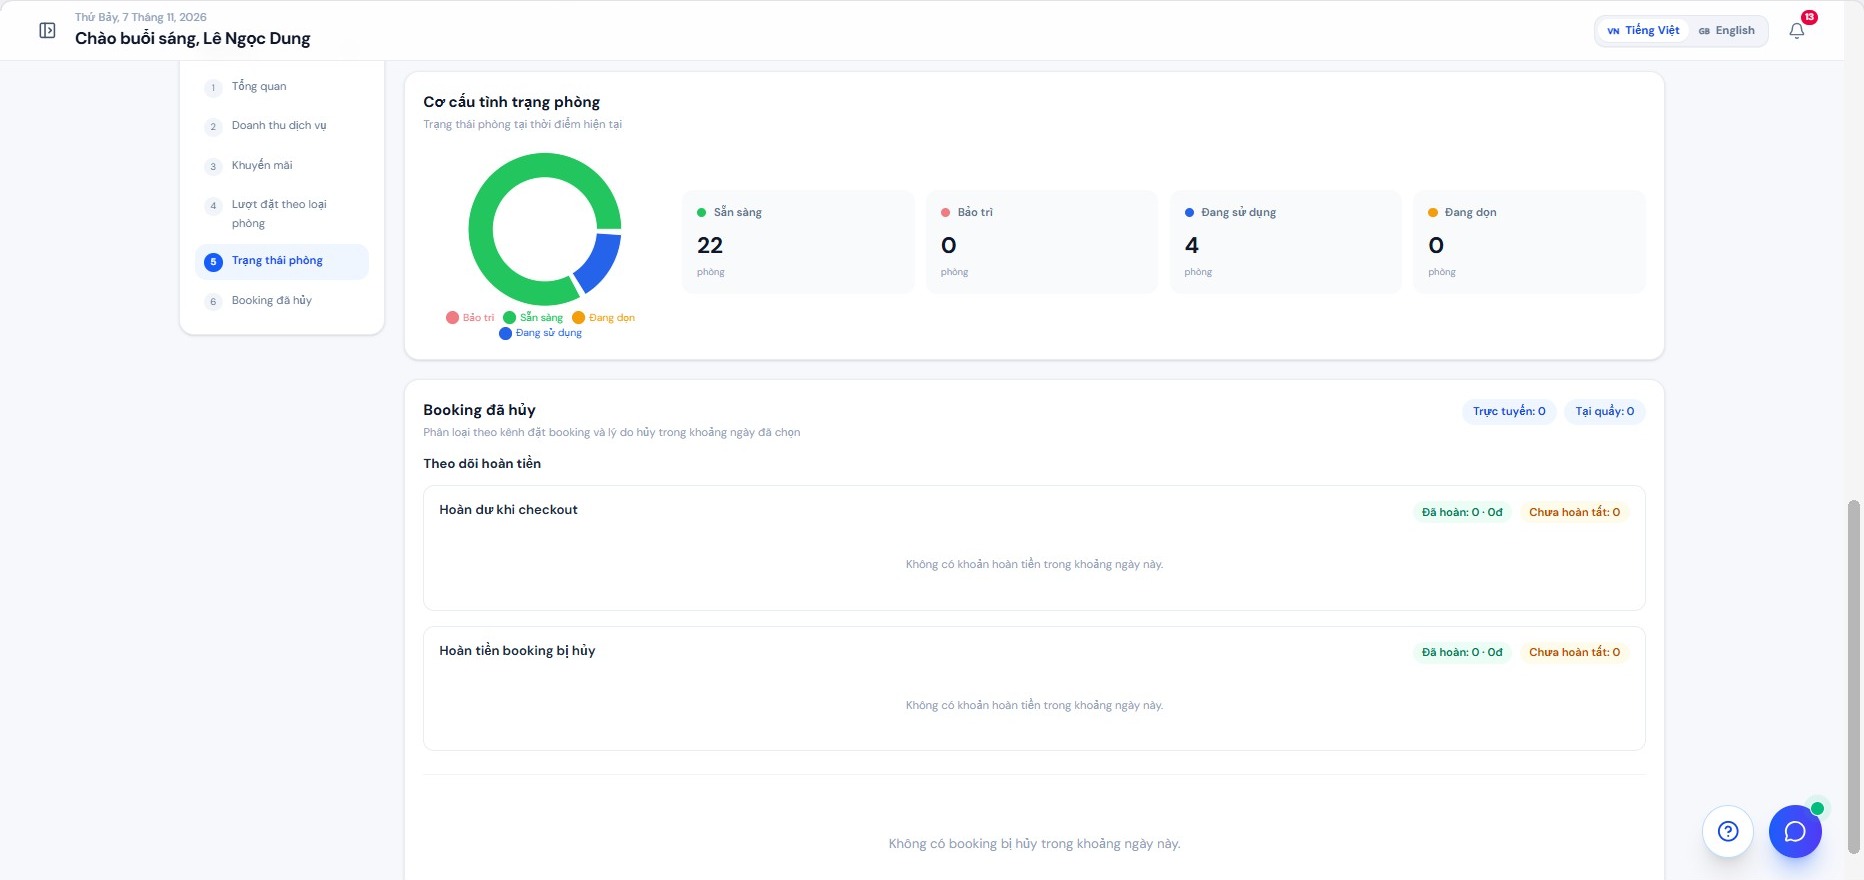 Thứ Bảy, 7 Tháng 11, 2026
Chào buổi sáng, Lê Ngọc Dung
VN Tiếng Việt
GB English
13
1 Tổng quan
2 Doanh thu dịch vụ
3 Khuyến mãi
4 Lượt đặt theo loại
phòng
5 Trạng thái phòng
6 Booking đã hủy
Cơ cấu tình trạng phòng
Trạng thái phòng tại thời điểm hiện tại
Bảo trì Sẵn sàng Đang dọn
Đang sử dụng
Sẵn sàng
22
phòng
Bảo trì
0
phòng
Đang sử dụng
4
phòng
Đang dọn
0
phòng
Booking đã hủy
Trực tuyến: 0
Tại quầy: 0
Phân loại theo kênh đặt booking và lý do hủy trong khoảng ngày đã chọn
Theo dõi hoàn tiền
Hoàn dư khi checkout
Đã hoàn: 0 · 0đ
Chưa hoàn tất: 0
Không có khoản hoàn tiền trong khoảng ngày này.
Hoàn tiền booking bị hủy
Đã hoàn: 0 · 0đ
Chưa hoàn tất: 0
Không có khoản hoàn tiền trong khoảng ngày này.
Không có booking bị hủy trong khoảng ngày này.